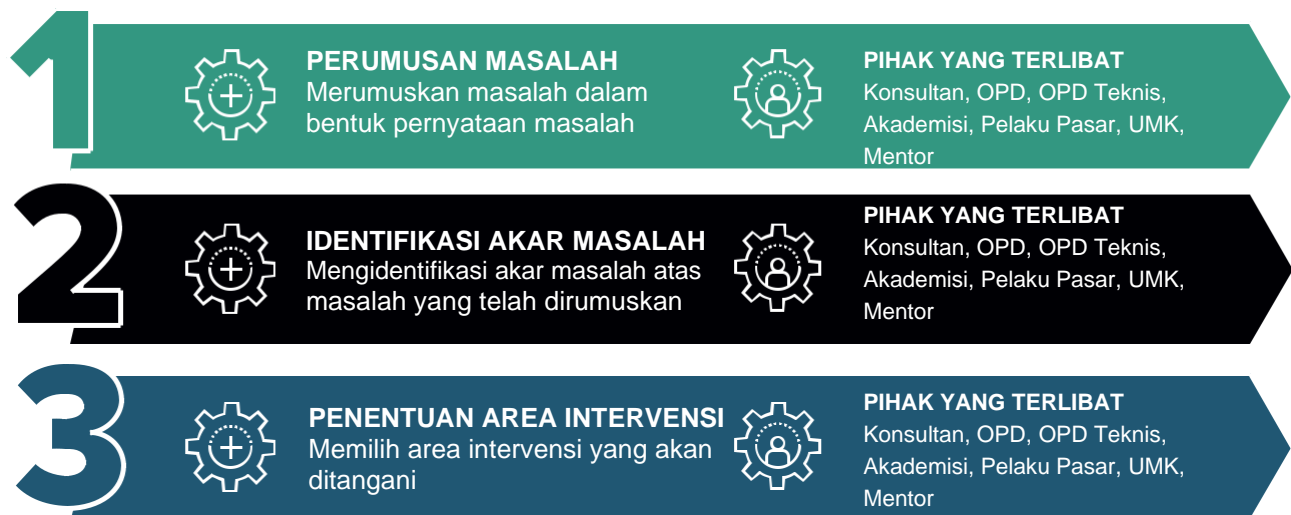 1
PERUMUSAN MASALAH
Merumuskan masalah dalam
bentuk pernyataan masalah
PIHAK YANG TERLIBAT
Konsultan, OPD, OPD Teknis,
Akademisi, Pelaku Pasar, UMK,
Mentor
2
IDENTIFIKASI AKAR MASALAH
Mengidentifikasi akar masalah atas
masalah yang telah dirumuskan
PIHAK YANG TERLIBAT
Konsultan, OPD, OPD Teknis,
Akademisi, Pelaku Pasar, UMK,
Mentor
3
PENENTUAN AREA INTERVENSI
Memilih area intervensi yang akan
ditangani
PIHAK YANG TERLIBAT
Konsultan, OPD, OPD Teknis,
Akademisi, Pelaku Pasar, UMK,
Mentor